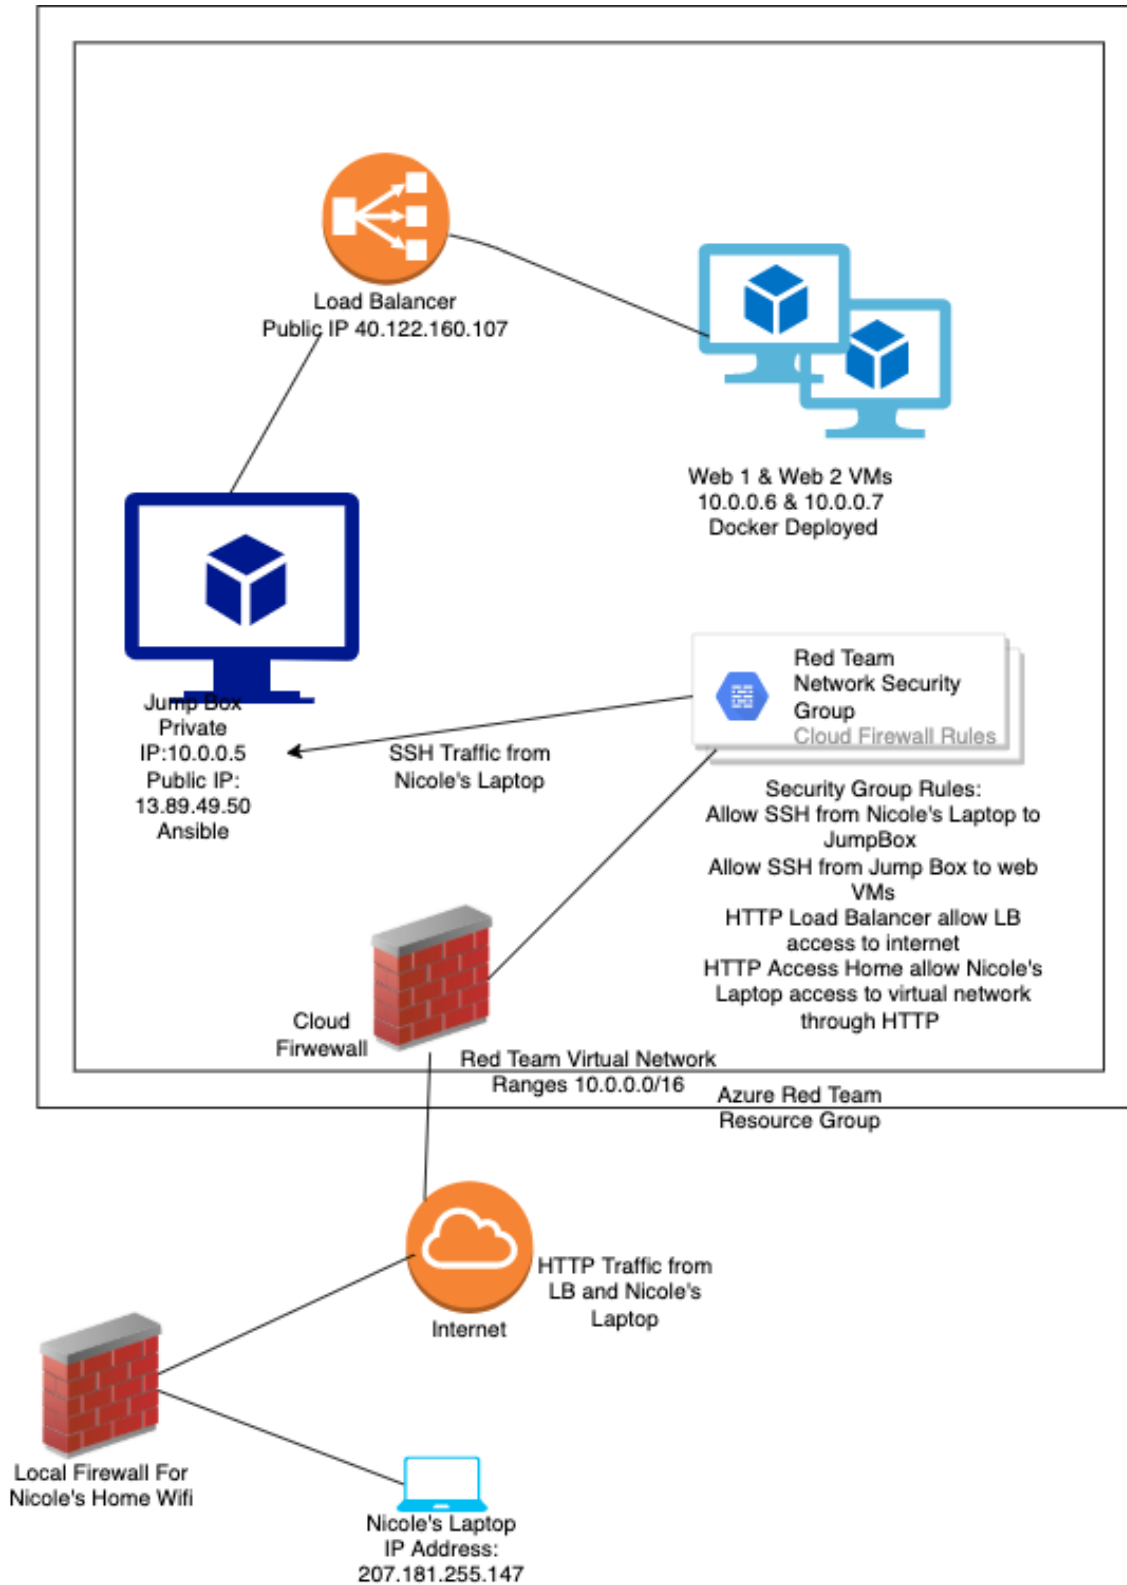 Load Balancer
Public IP 40.122.160.107
Web 1 & Web 2 VMs
10.0.0.6 & 10.0.0.7
Docker Deployed
Jump Box
Private
IP:10.0.0.5
Public IP:
13.89.49.50
Ansible
SSH Traffic from
Nicole's Laptop
Red Team
Network Security
Group
Cloud Firewall Rules
Security Group Rules:
Allow SSH from Nicole's Laptop to
JumpBox
Allow SSH from Jump Box to web
VMs
HTTP Load Balancer allow LB
access to internet
HTTP Access Home allow Nicole's
Laptop access to virtual network
through HTTP
Cloud
Firwewall
Red Team Virtual Network
Ranges 10.0.0.0/16
Azure Red Team
Resource Group
HTTP Traffic from
LB and Nicole's
Laptop
Internet
Local Firewall For
Nicole's Home Wifi
Nicole's Laptop
IP Address:
207.181.255.147